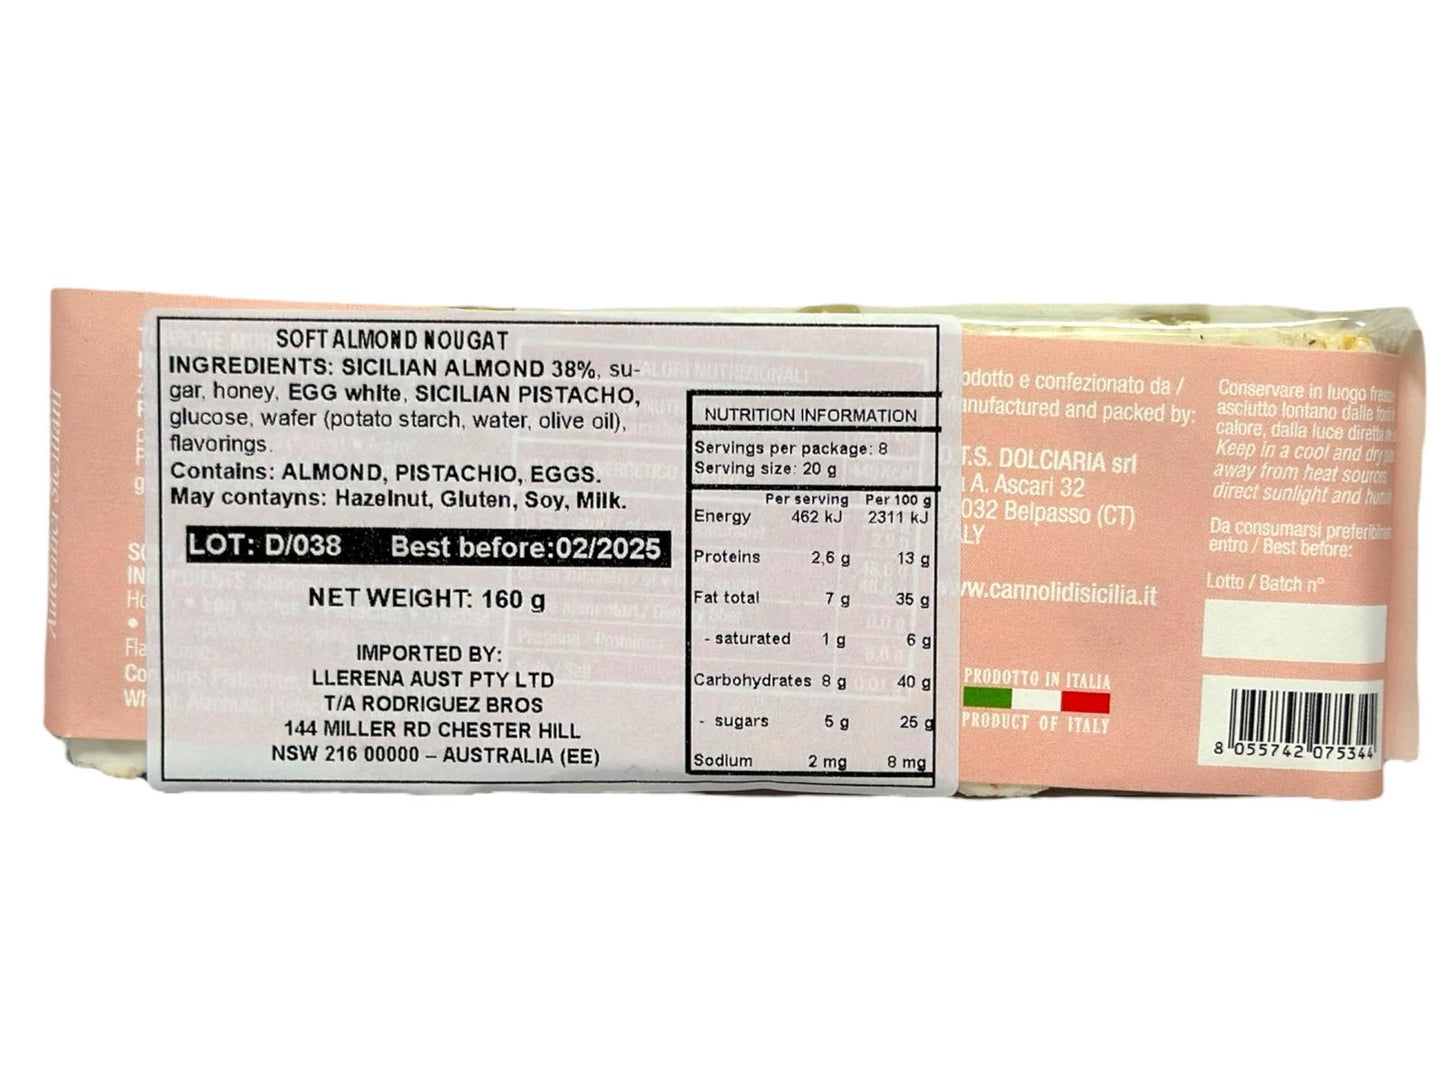 SOFT ALMOND NOUGAT
INGREDIENTS: SICILIAN ALMOND 38%, su-
gar, honey, EGG white, SICILIAN PISTACHO,
glucose, wafer (potato starch, water, olive oil),
flavorings.
Contains: ALMOND, PISTACHIO, EGGS.
May contayns: Hazelnut, Gluten, Soy, Milk.
LOT: D/038 Best before:02/2025
NET WEIGHT: 160 g
IMPORTED BY:
LLERENA AUST PTY LTD
T/A RODRIGUEZ BROS
144 MILLER RD CHESTER HILL
NSW 216 00000 – AUSTRALIA (EE)
NUTRITION INFORMATION
Servings per package: 8
Serving size: 20 g
Per serving Per 100 g
Energy 462 kJ 2311 kJ
Proteins 2,6 g 13 g
Fat total 7 g 35 g
- saturated 1 g 6 g
Carbohydrates 8 g 40 g
- sugars 5 g 25 g
Sodium 2 mg 8 mg
e confezionato da /
and packed by:
DOLCIARIA srl
A. Ascari 32
Belpasso (CT)
www.cannolidisicilia.it
PRODOTTO IN ITALIA
PRODUCT OF ITALY
Conservare in luogo
asciutto lontano dalle
calore, dalla luce diretta
Keep in a cool and dry
away from heat sources,
direct sunlight and
Da consumarsi
entro / Best before:
Lotto / Batch n°
8 055742 075344